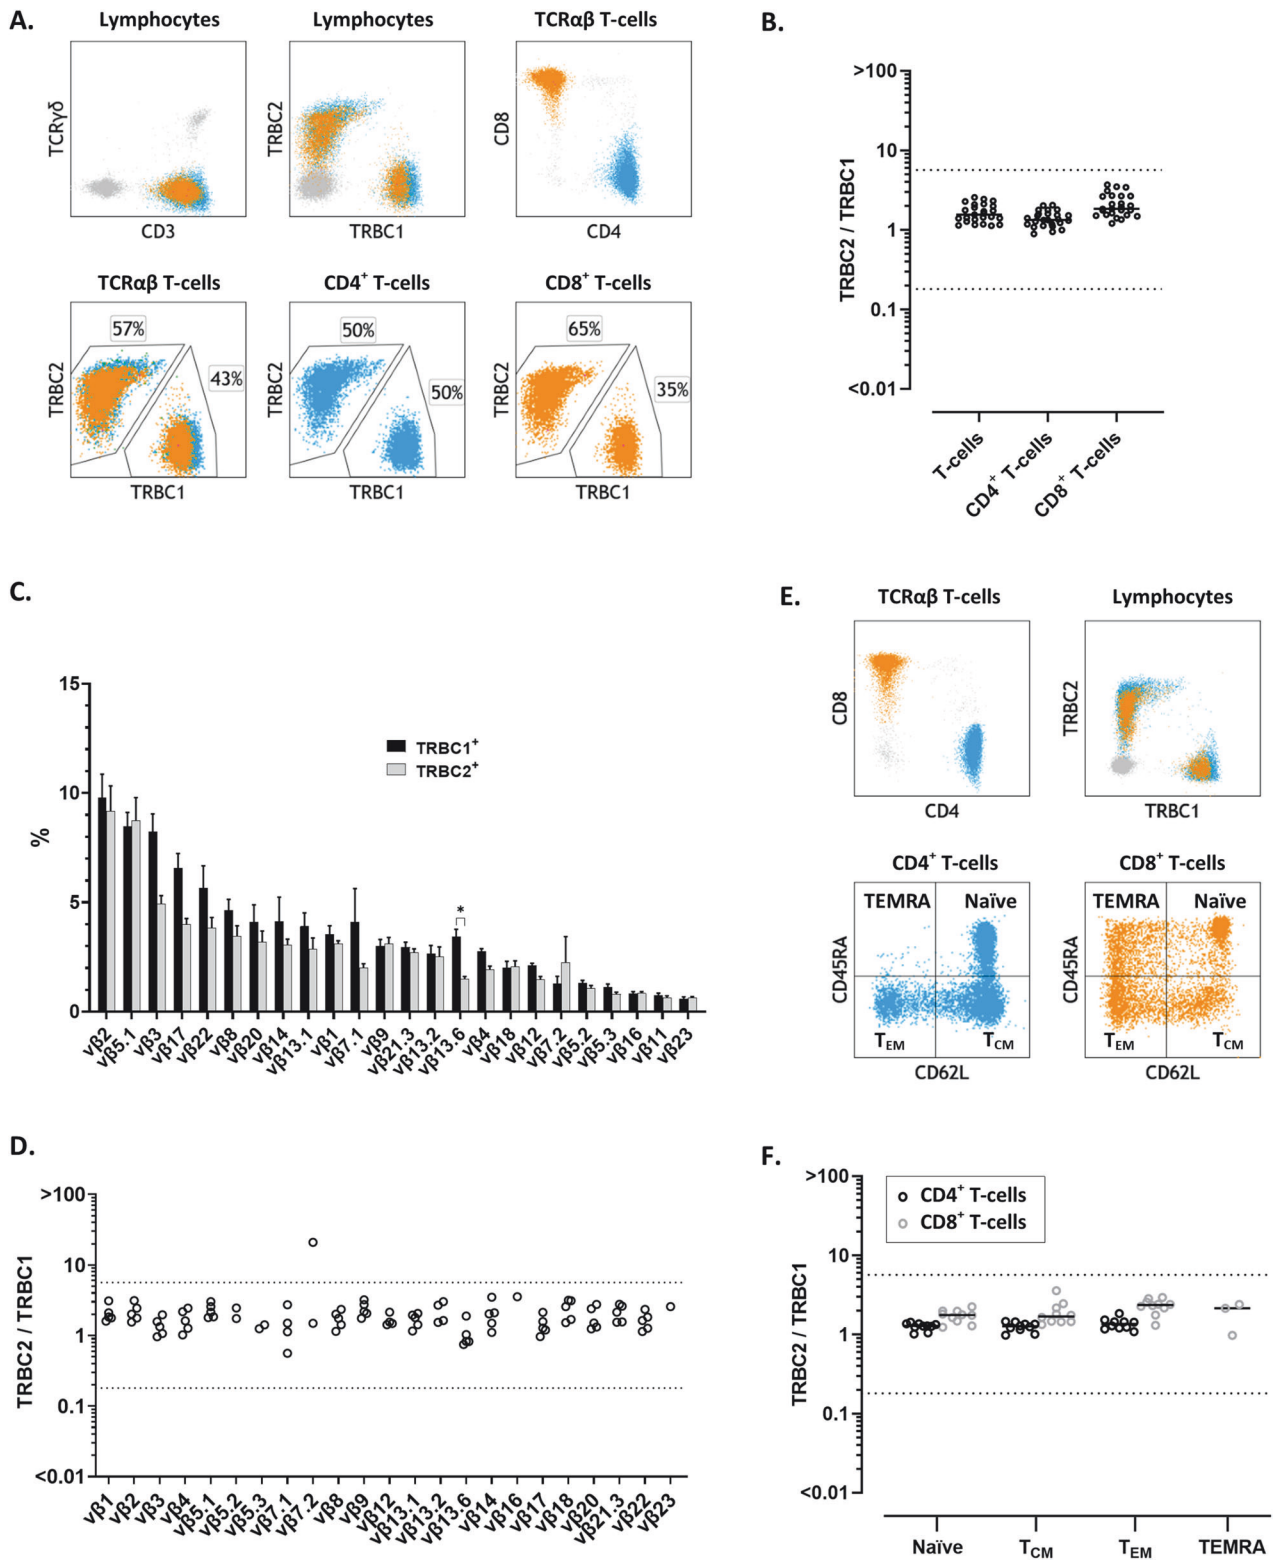 A.
Lymphocytes
Lymphocytes
TCRαβ T-cells
TCRγδ
CD3
TRBC2
TRBC1
CD8
CD4
TCRαβ T-cells
CD4⁺ T-cells
CD8⁺ T-cells
57%
43%
TRBC2
TRBC1
50%
50%
TRBC2
TRBC1
65%
35%
TRBC2
TRBC1
B.
>100
10
1
0.1
<0.01
TRBC2 / TRBC1
T-cells
CD4⁺ T-cells
CD8⁺ T-cells
C.
15
10
5
0
%
TRBC1⁺
TRBC2⁺
*
vβ2
vβ5.1
vβ3
vβ17
vβ22
vβ8
vβ20
vβ14
vβ13.1
vβ1
vβ7.1
vβ9
vβ21.3
vβ13.2
vβ13.6
vβ4
vβ18
vβ12
vβ7.2
vβ5.2
vβ5.3
vβ16
vβ11
vβ23
D.
>100
10
1
0.1
<0.01
TRBC2 / TRBC1
vβ1
vβ2
vβ3
vβ4
vβ5.1
vβ5.2
vβ5.3
vβ7.1
vβ7.2
vβ8
vβ9
vβ12
vβ13.1
vβ13.2
vβ13.6
vβ14
vβ16
vβ17
vβ18
vβ20
vβ21.3
vβ22
vβ23
E.
TCRαβ T-cells
Lymphocytes
CD8
CD4
TRBC2
TRBC1
CD4⁺ T-cells
CD8⁺ T-cells
TEMRA
Naïve
CD45RA
T_EM
T_CM
CD62L
TEMRA
Naïve
CD45RA
T_EM
T_CM
CD62L
F.
>100
10
1
0.1
<0.01
TRBC2 / TRBC1
CD4⁺ T-cells
CD8⁺ T-cells
Naïve
T_CM
T_EM
TEMRA